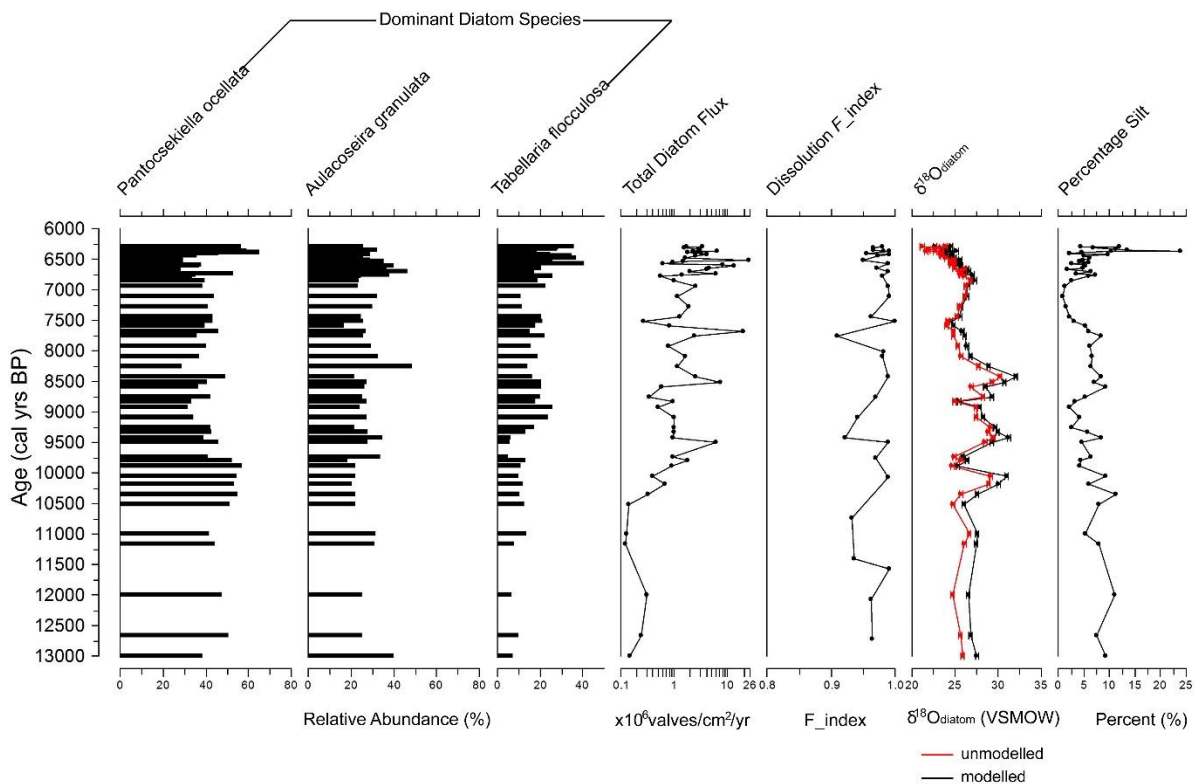 Dominant Diatom Species
Pantocsekiella ocellata
Aulacoseira granulata
Tabellaria flocculosa
Total Diatom Flux
Dissolution F_index
δ¹⁸Odiatom
Percentage Silt
Age (cal yrs BP)
6000
6500
7000
7500
8000
8500
9000
9500
10000
10500
11000
11500
12000
12500
13000
0 20 40 60 80
0 20 40 60 80
0 20 40
0.1 1 10 26
0.8 0.9 1.0
20 25 30 35
0 5 10 15 20 25
Relative Abundance (%)
x10⁶valves/cm²/yr
F_index
δ¹⁸Odiatom (VSMOW)
Percent (%)
unmodelled
modelled